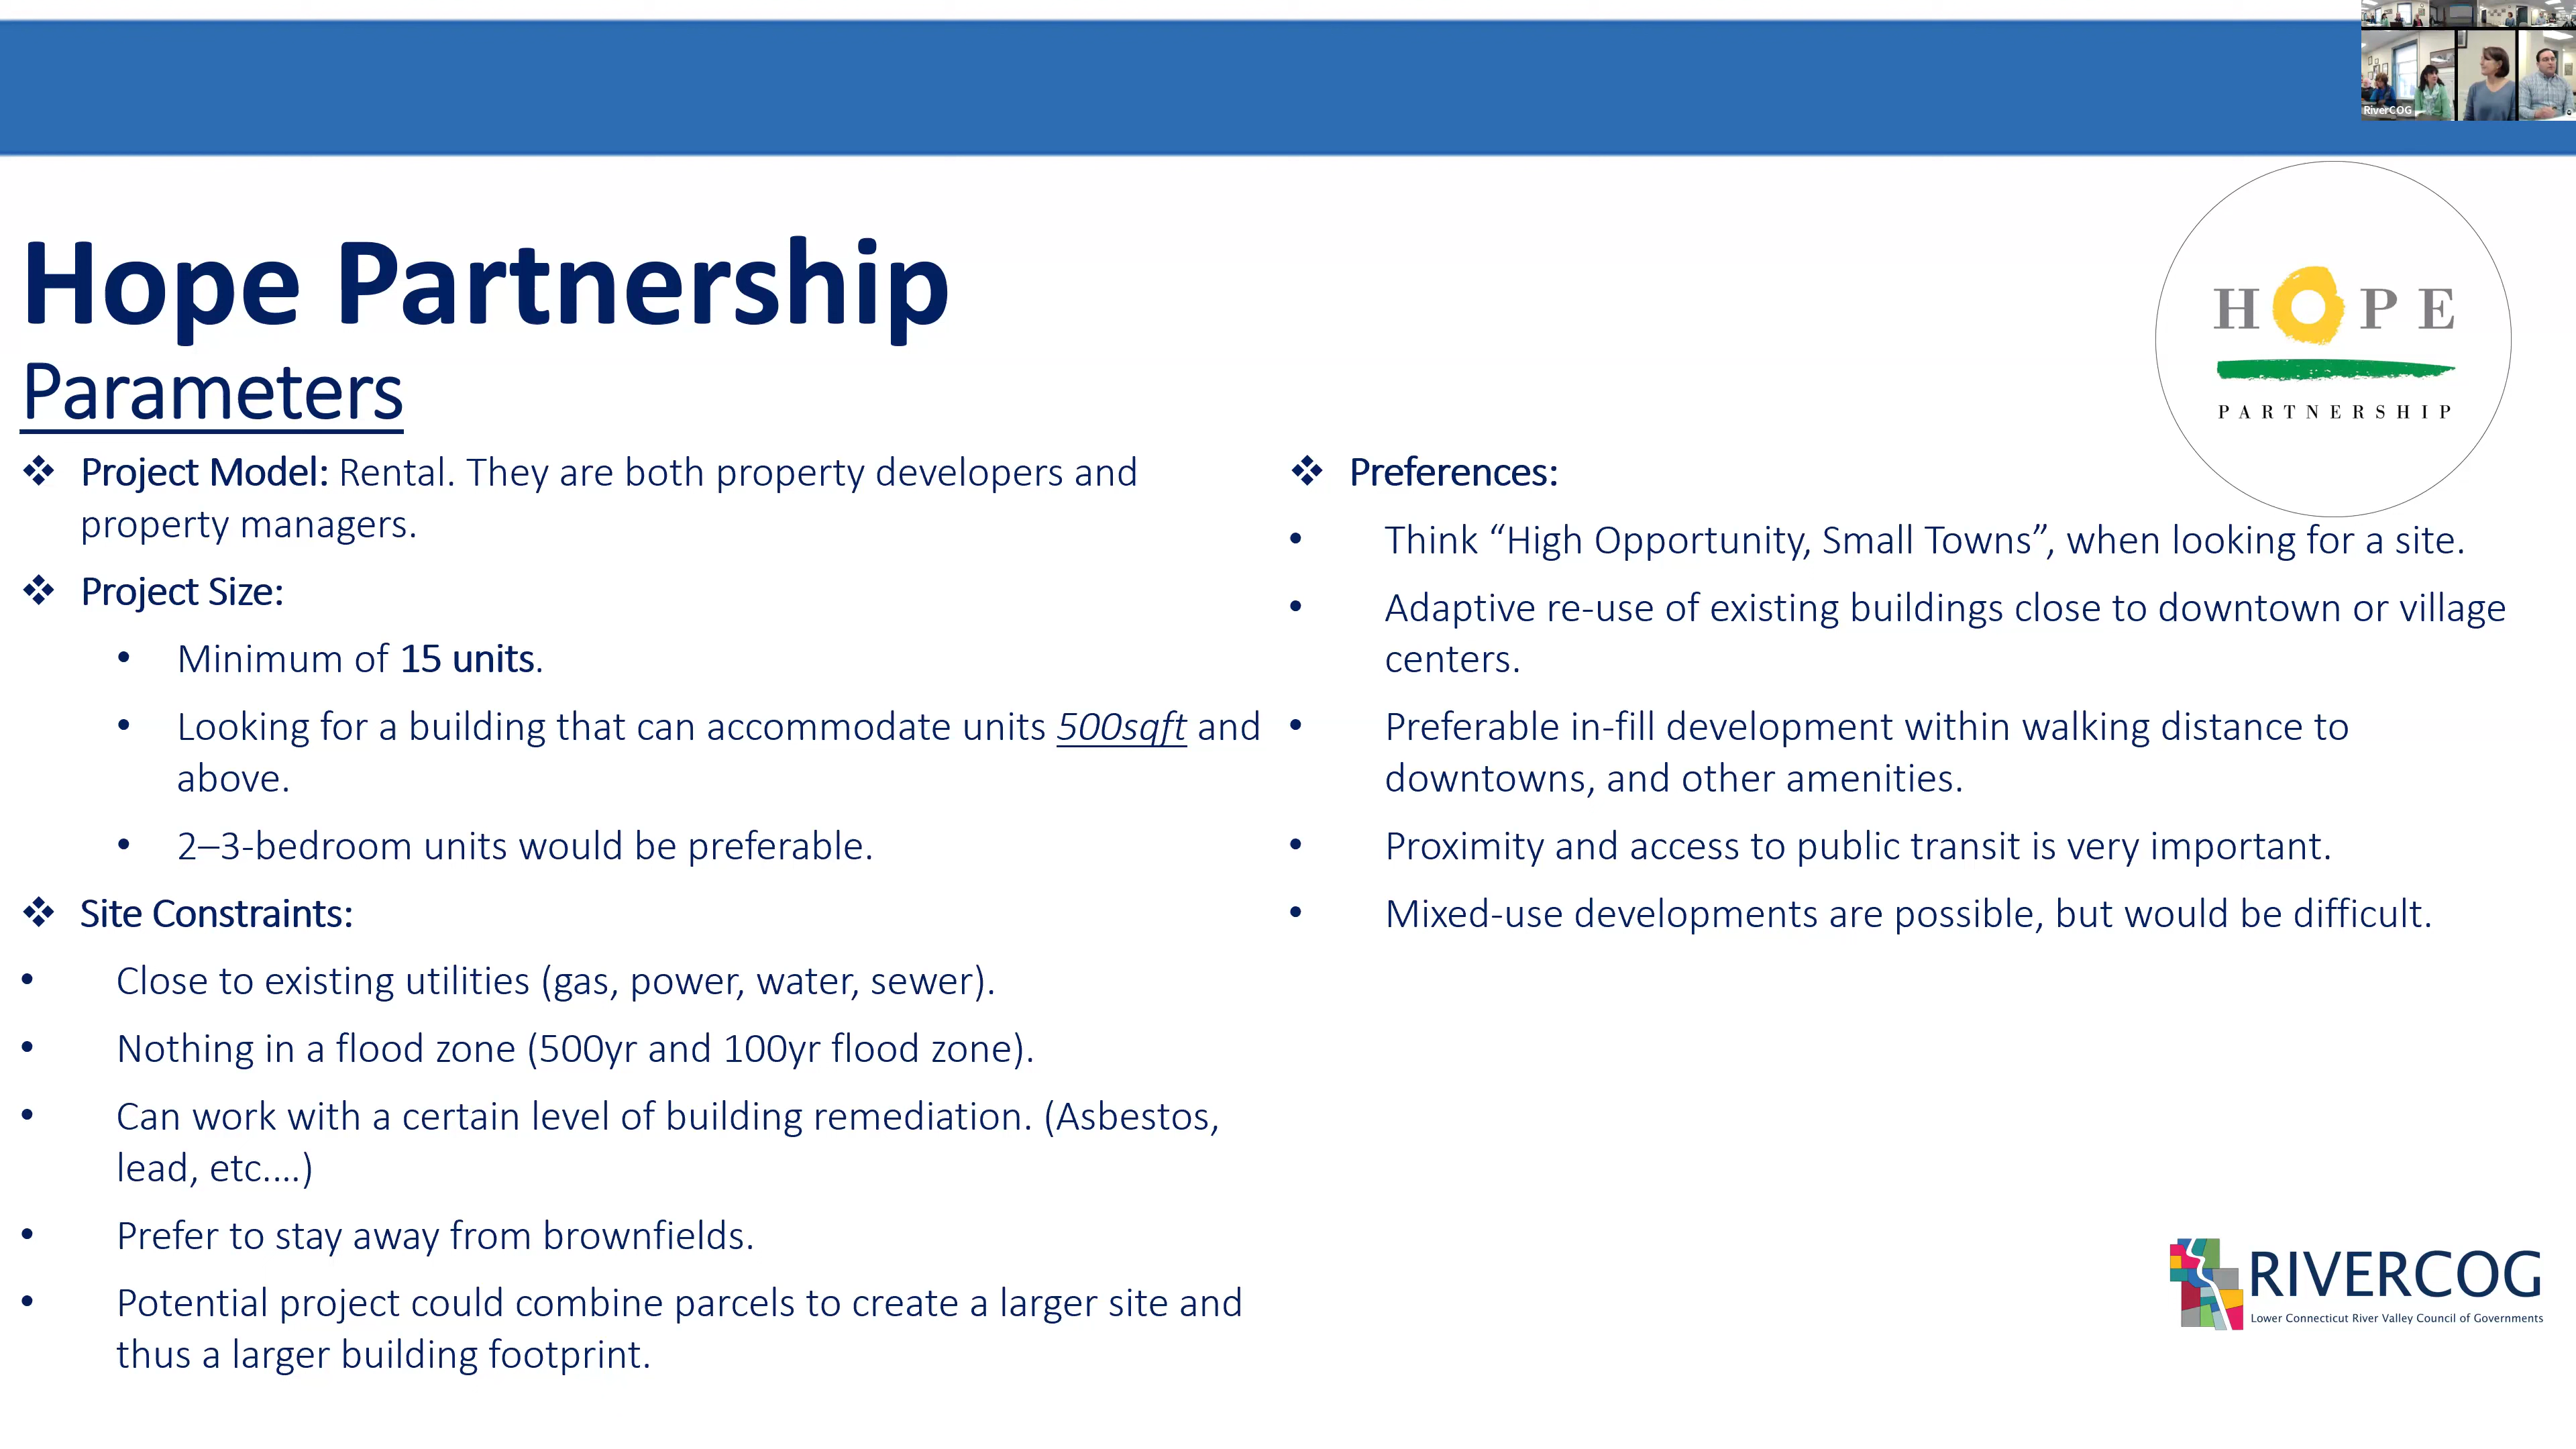 RiverCOG
Hope Partnership
HOPE
PARTNERSHIP
Parameters
❖ Project Model: Rental. They are both property developers and
property managers.
❖ Project Size:
• Minimum of 15 units.
• Looking for a building that can accommodate units 500sqft and
above.
• 2–3-bedroom units would be preferable.
❖ Site Constraints:
• Close to existing utilities (gas, power, water, sewer).
• Nothing in a flood zone (500yr and 100yr flood zone).
• Can work with a certain level of building remediation. (Asbestos,
lead, etc.…)
• Prefer to stay away from brownfields.
• Potential project could combine parcels to create a larger site and
thus a larger building footprint.
❖ Preferences:
• Think “High Opportunity, Small Towns”, when looking for a site.
• Adaptive re-use of existing buildings close to downtown or village
centers.
• Preferable in-fill development within walking distance to
downtowns, and other amenities.
• Proximity and access to public transit is very important.
• Mixed-use developments are possible, but would be difficult.
RIVERCOG
Lower Connecticut River Valley Council of Governments